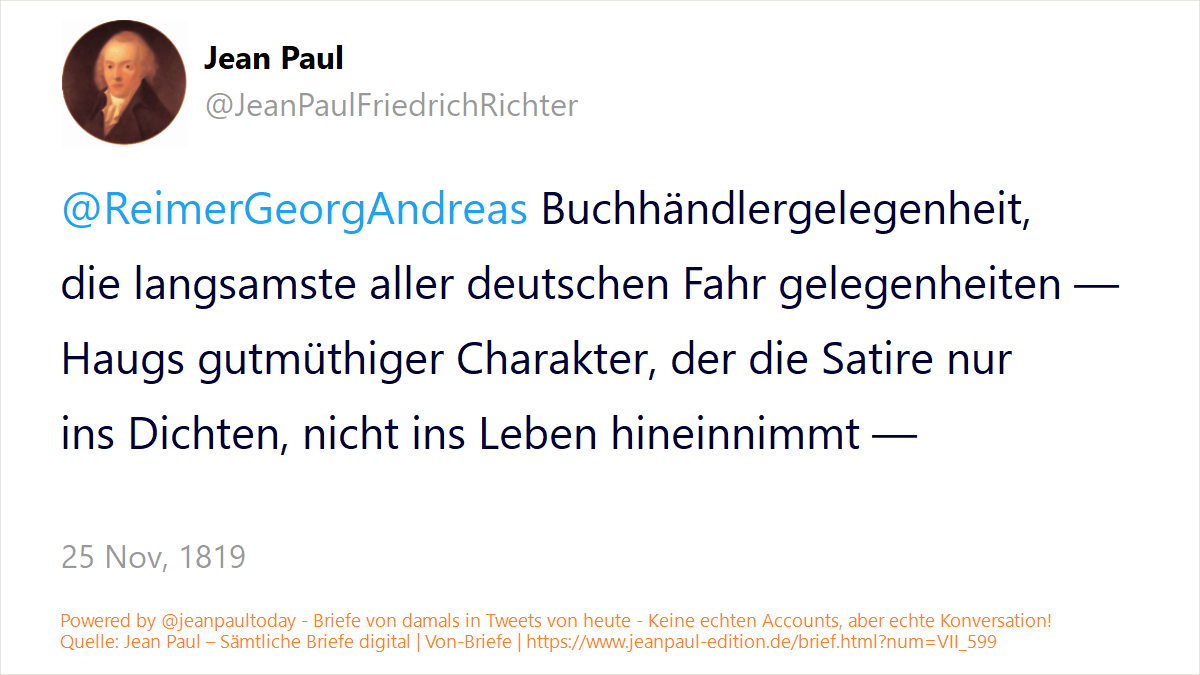 Jean Paul
@JeanPaulFriedrichRichter
@ReimerGeorgAndreas Buchhändlergelegenheit,
die langsamste aller deutschen Fahr gelegenheiten —
Haugs gutmüthiger Charakter, der die Satire nur
ins Dichten, nicht ins Leben hineinnimmt —
25 Nov, 1819
Powered by @jeanpaultoday - Briefe von damals in Tweets von heute - Keine echten Accounts, aber echte Konversation!
Quelle: Jean Paul – Sämtliche Briefe digital | Von-Briefe | https://www.jeanpaul-edition.de/brief.html?num=VII_599